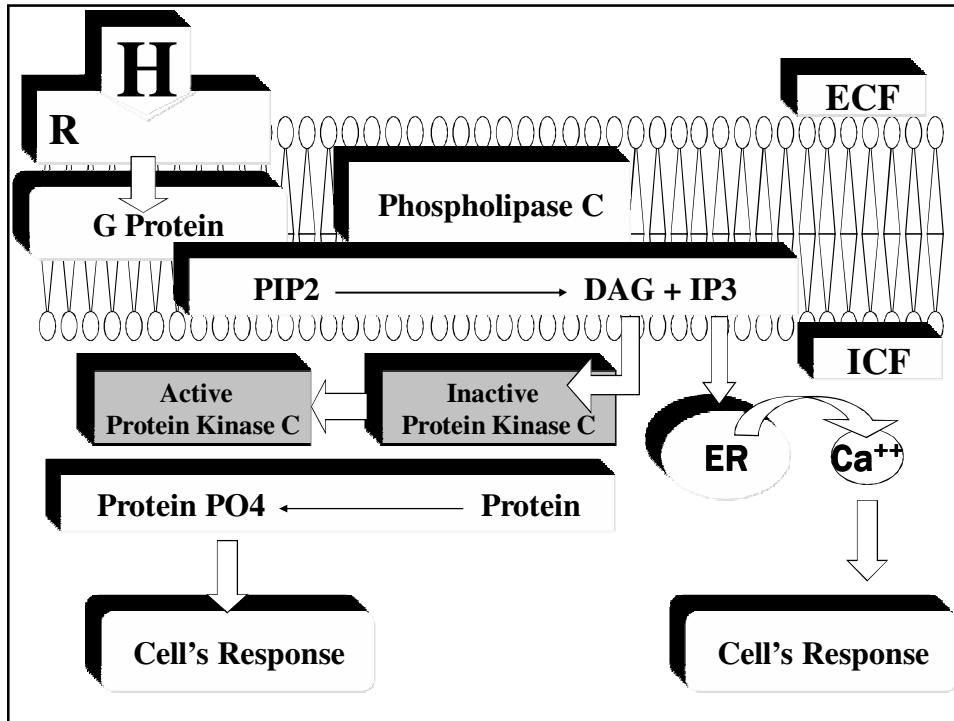 H
R
ECF
G Protein
Phospholipase C
PIP2
DAG + IP3
ICF
Active
Protein Kinase C
Inactive
Protein Kinase C
ER
Ca⁺⁺
Protein PO4
Protein
Cell’s Response
Cell’s Response